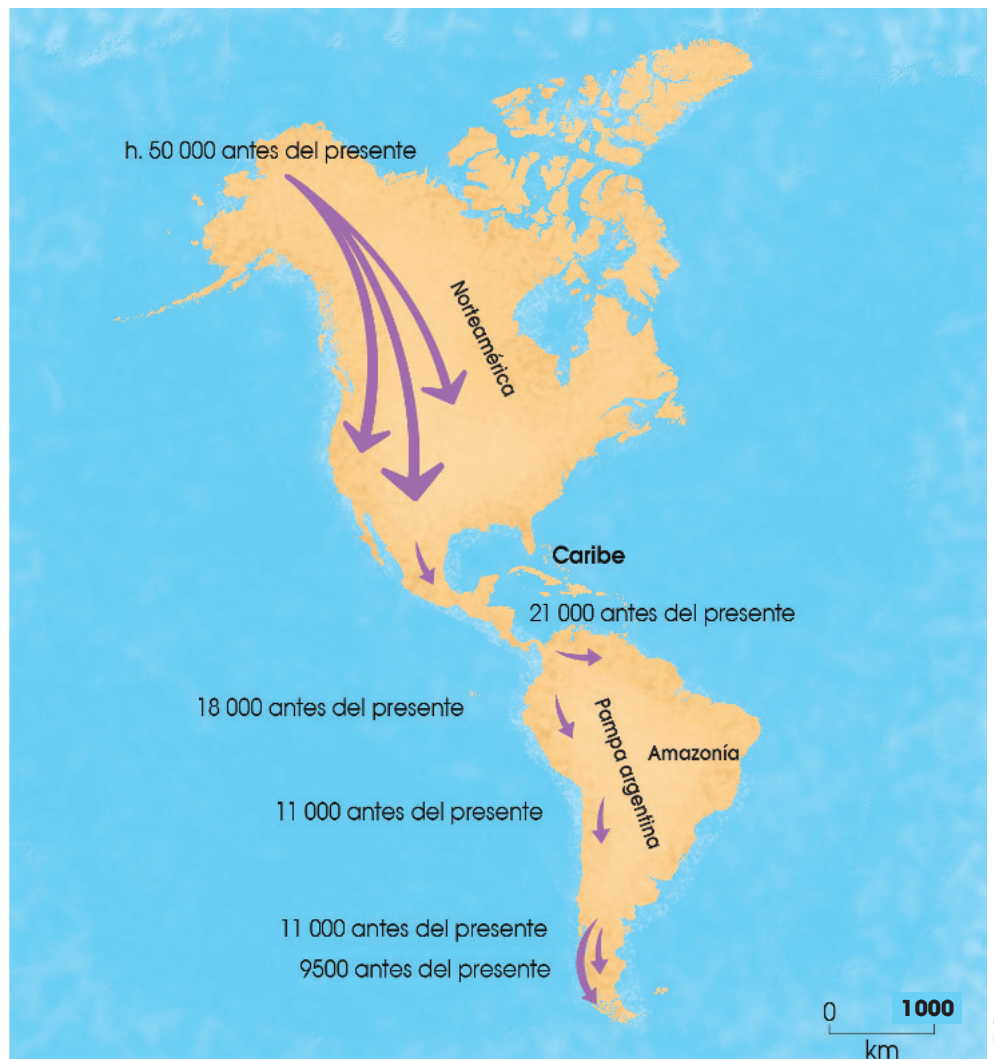 h. 50 000 antes del presente
Norteamérica
Caribe
21 000 antes del presente
18 000 antes del presente
Pampa argentina
Amazonía
11 000 antes del presente
11 000 antes del presente
9500 antes del presente
0 1000
km